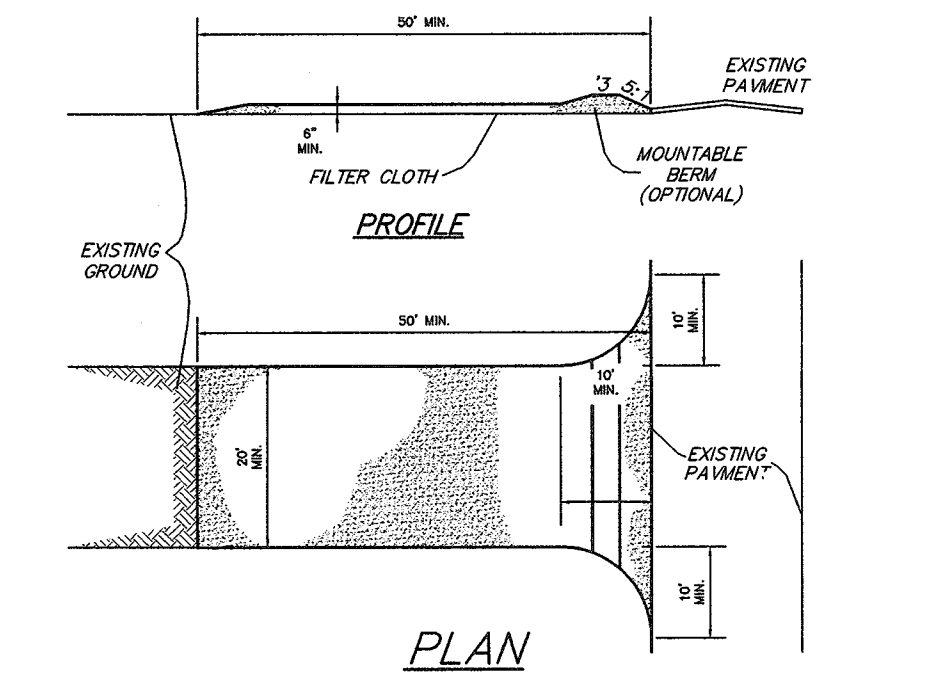 50' MIN.
'3 5:1
EXISTING
PAVMENT
6"
MIN.
FILTER CLOTH
MOUNTABLE
BERM
(OPTIONAL)
PROFILE
EXISTING
GROUND
50' MIN.
10'
MIN.
10'
MIN.
20'
MIN.
EXISTING
PAVMENT
10'
MIN.
PLAN